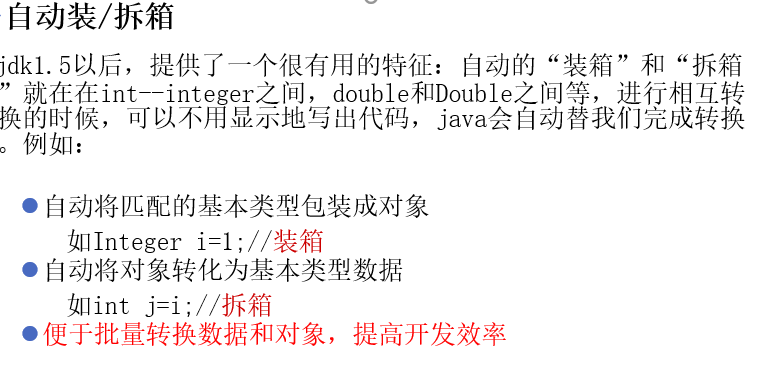 自动装/拆箱
jdk1.5以后，提供了一个很有用的特征：自动的“装箱”和“拆箱
”就在在int--integer之间，double和Double之间等，进行相互转
换的时候，可以不用显示地写出代码，java会自动替我们完成转换
。例如：
自动将匹配的基本类型包装成对象
如Integer i=1;//装箱
自动将对象转化为基本类型数据
如int j=i;//拆箱
便于批量转换数据和对象，提高开发效率